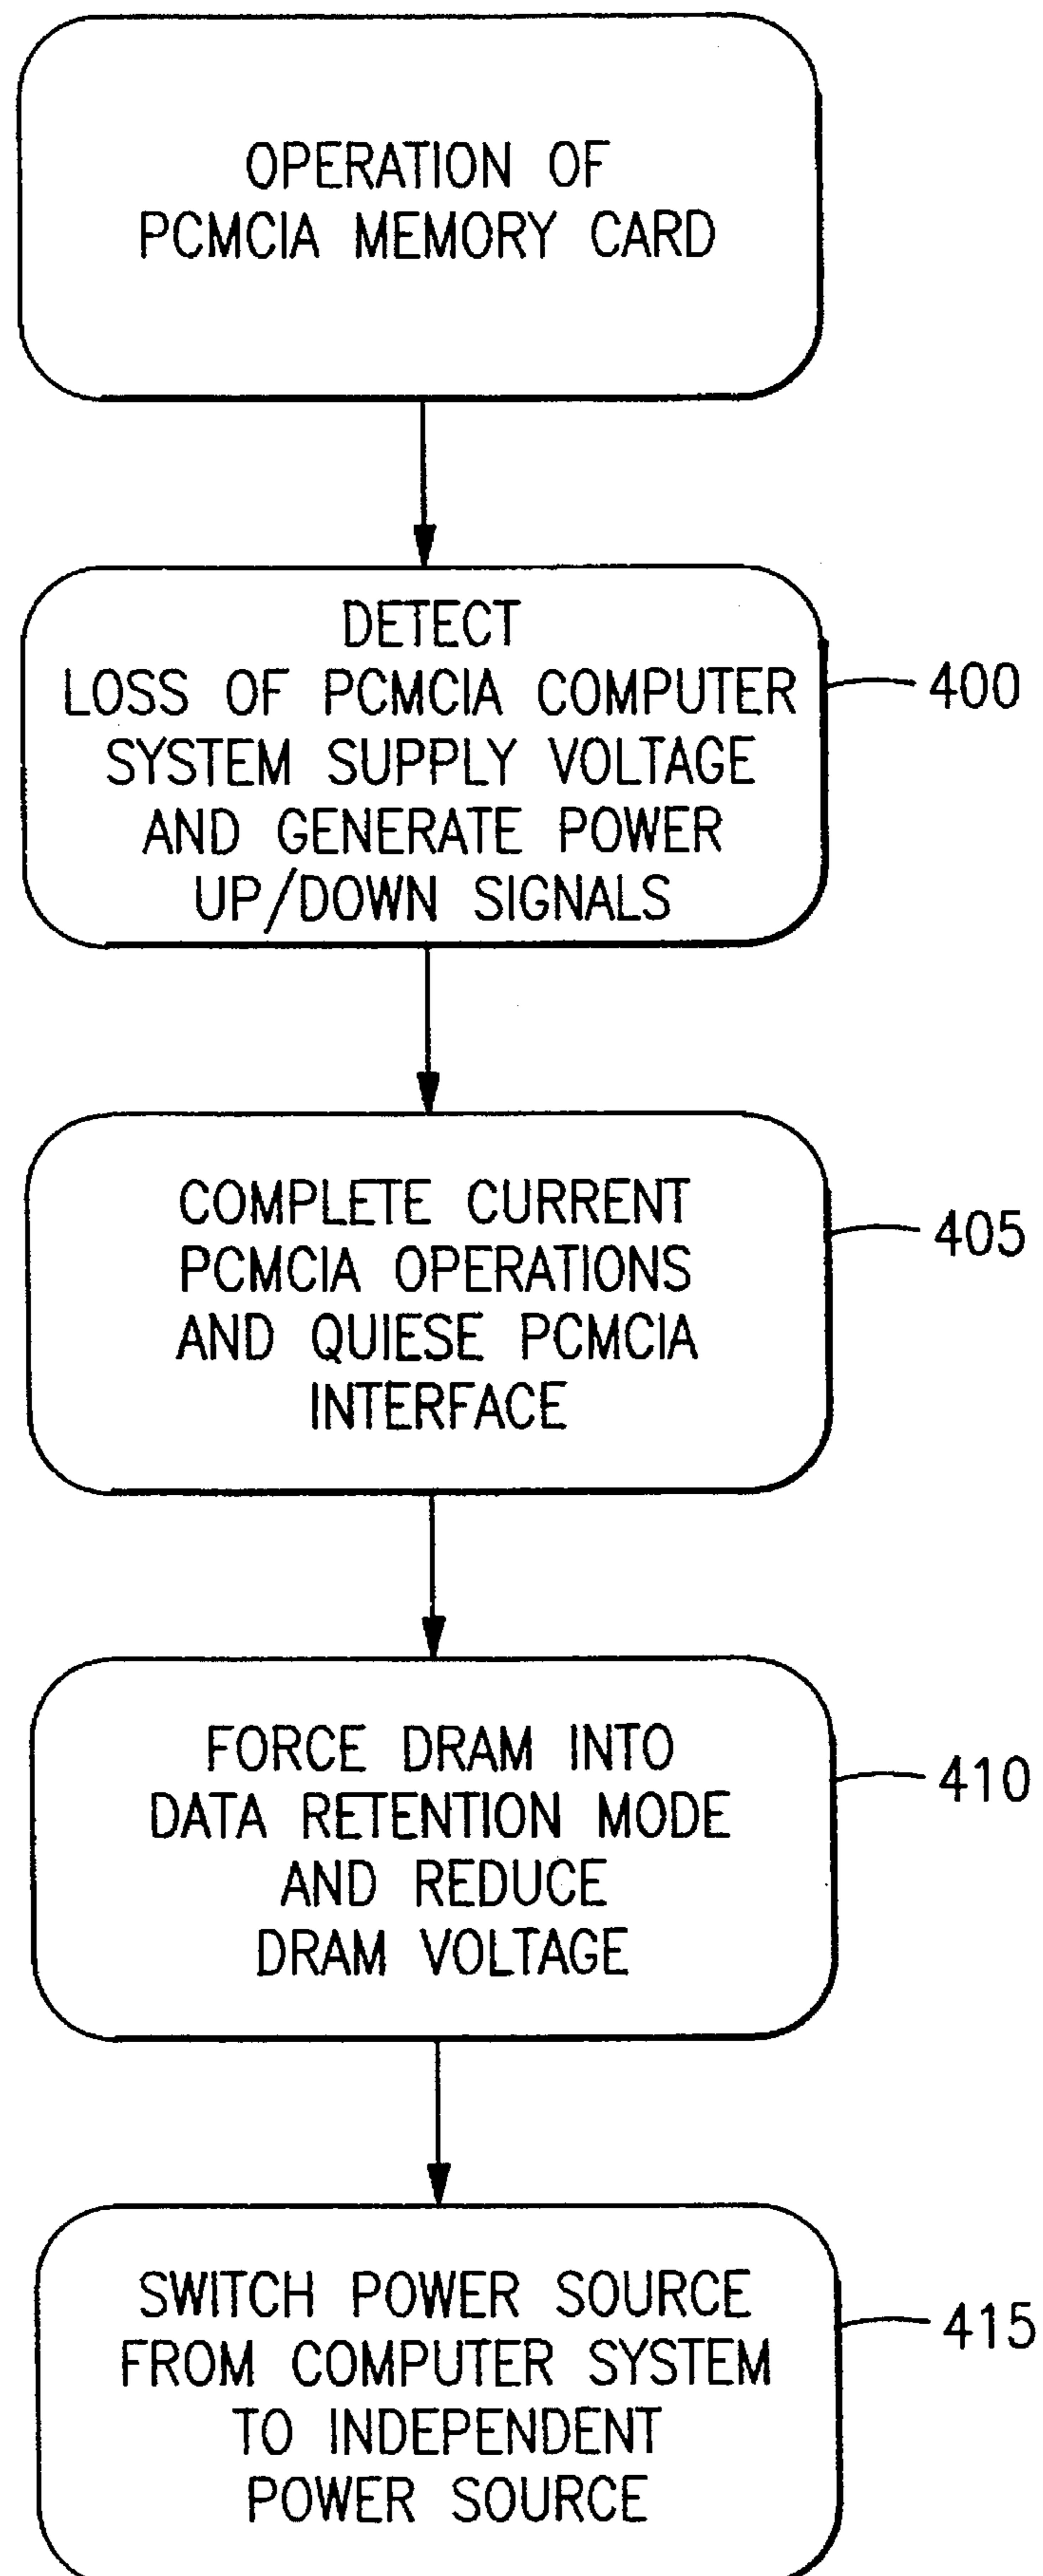 OPERATION OF
PCMCIA MEMORY CARD
DETECT
LOSS OF PCMCIA COMPUTER
SYSTEM SUPPLY VOLTAGE
AND GENERATE POWER
UP/DOWN SIGNALS
400
COMPLETE CURRENT
PCMCIA OPERATIONS
AND QUIESE PCMCIA
INTERFACE
405
FORCE DRAM INTO
DATA RETENTION MODE
AND REDUCE
DRAM VOLTAGE
410
SWITCH POWER SOURCE
FROM COMPUTER SYSTEM
TO INDEPENDENT
POWER SOURCE
415